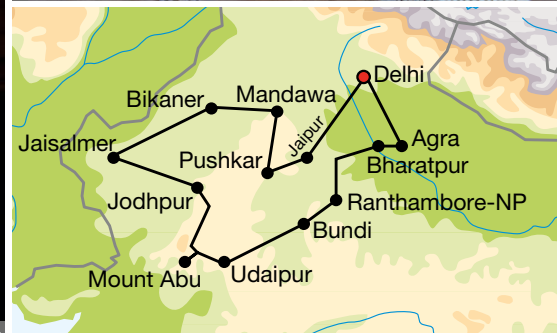 Delhi
Bikaner
Mandawa
Jaipur
Agra
Jaisalmer
Pushkar
Bharatpur
Jodhpur
Ranthambore-NP
Bundi
Mount Abu
Udaipur